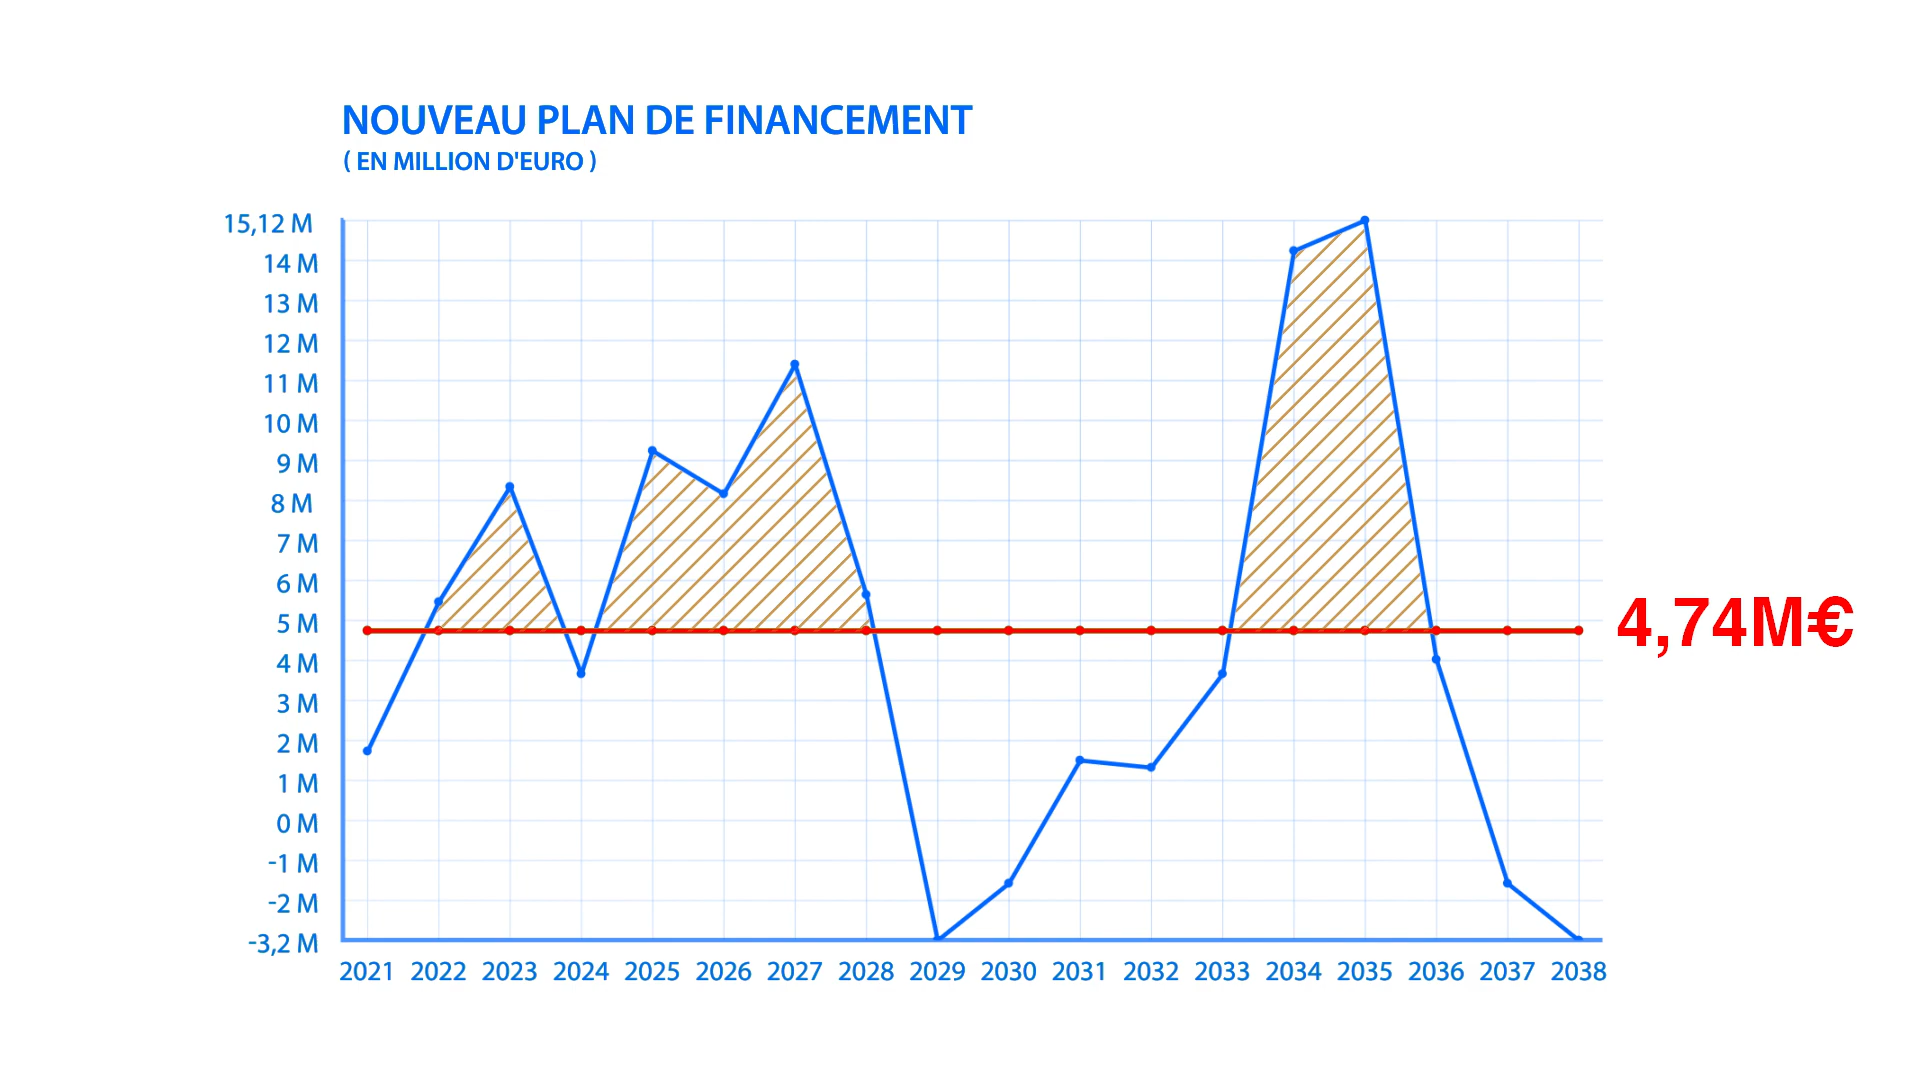 NOUVEAU PLAN DE FINANCEMENT
( EN MILLION D'EURO )
15,12 M
14 M
13 M
12 M
11 M
10 M
9 M
8 M
7 M
6 M
5 M
4 M
3 M
2 M
1 M
0 M
-1 M
-2 M
-3,2 M
4,74M€
2021 2022 2023 2024 2025 2026 2027 2028 2029 2030 2031 2032 2033 2034 2035 2036 2037 2038